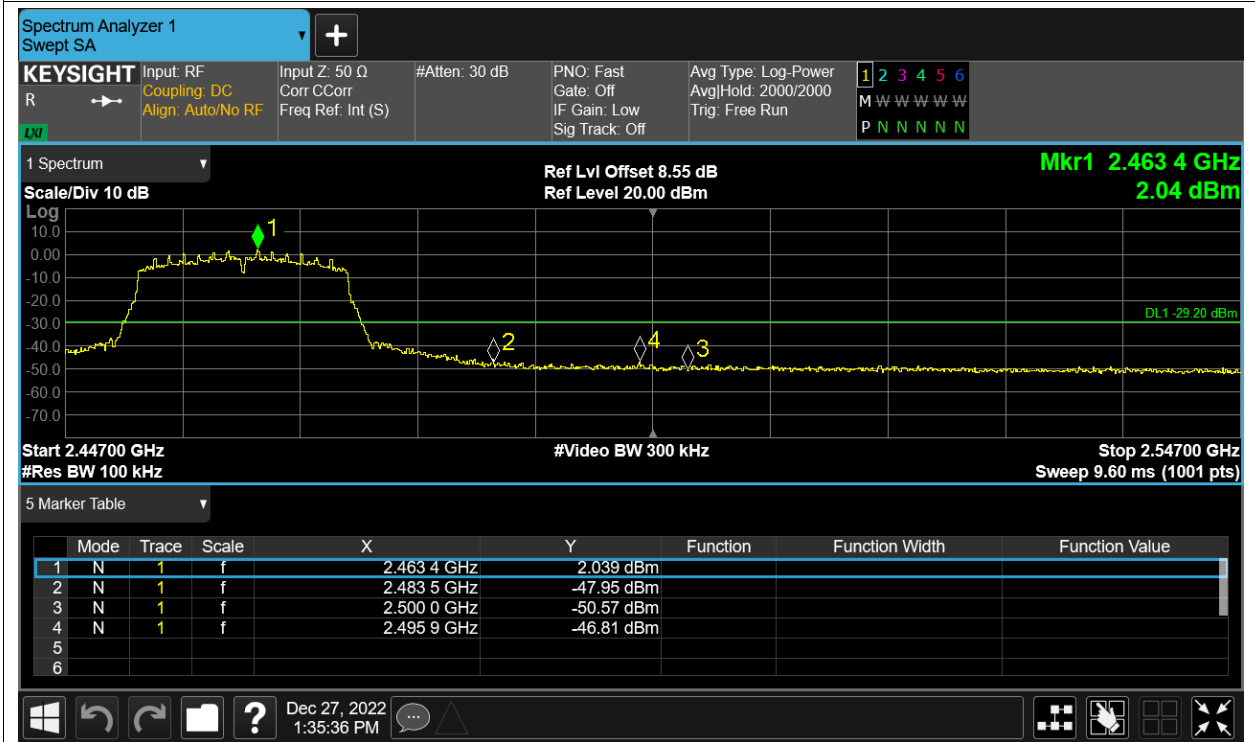 Spectrum Analyzer 1
Swept SA
+
KEYSIGHT Input: RF Input Z: 50 Ω #Atten: 30 dB PNO: Fast Avg Type: Log-Power 1 2 3 4 5 6
R Coupling: DC Corr CCorr Gate: Off Avg|Hold: 2000/2000 M W W W W W
Align: Auto/No RF Freq Ref: Int (S) IF Gain: Low Trig: Free Run
LXI Sig Track: Off P N N N N N
1 Spectrum Ref Lvl Offset 8.55 dB Mkr1 2.463 4 GHz
Scale/Div 10 dB Ref Level 20.00 dBm 2.04 dBm
Log
10.0
1
0.00
-10.0
-20.0
DL1 -29.20 dBm
-30.0
-40.0
2 4 3
-50.0
-60.0
-70.0
Start 2.44700 GHz #Video BW 300 kHz Stop 2.54700 GHz
#Res BW 100 kHz Sweep 9.60 ms (1001 pts)
5 Marker Table
Mode Trace Scale X Y Function Function Width Function Value
1 N 1 f 2.463 4 GHz 2.039 dBm
2 N 1 f 2.483 5 GHz -47.95 dBm
3 N 1 f 2.500 0 GHz -50.57 dBm
4 N 1 f 2.495 9 GHz -46.81 dBm
5
6
? Dec 27, 2022
1:35:36 PM